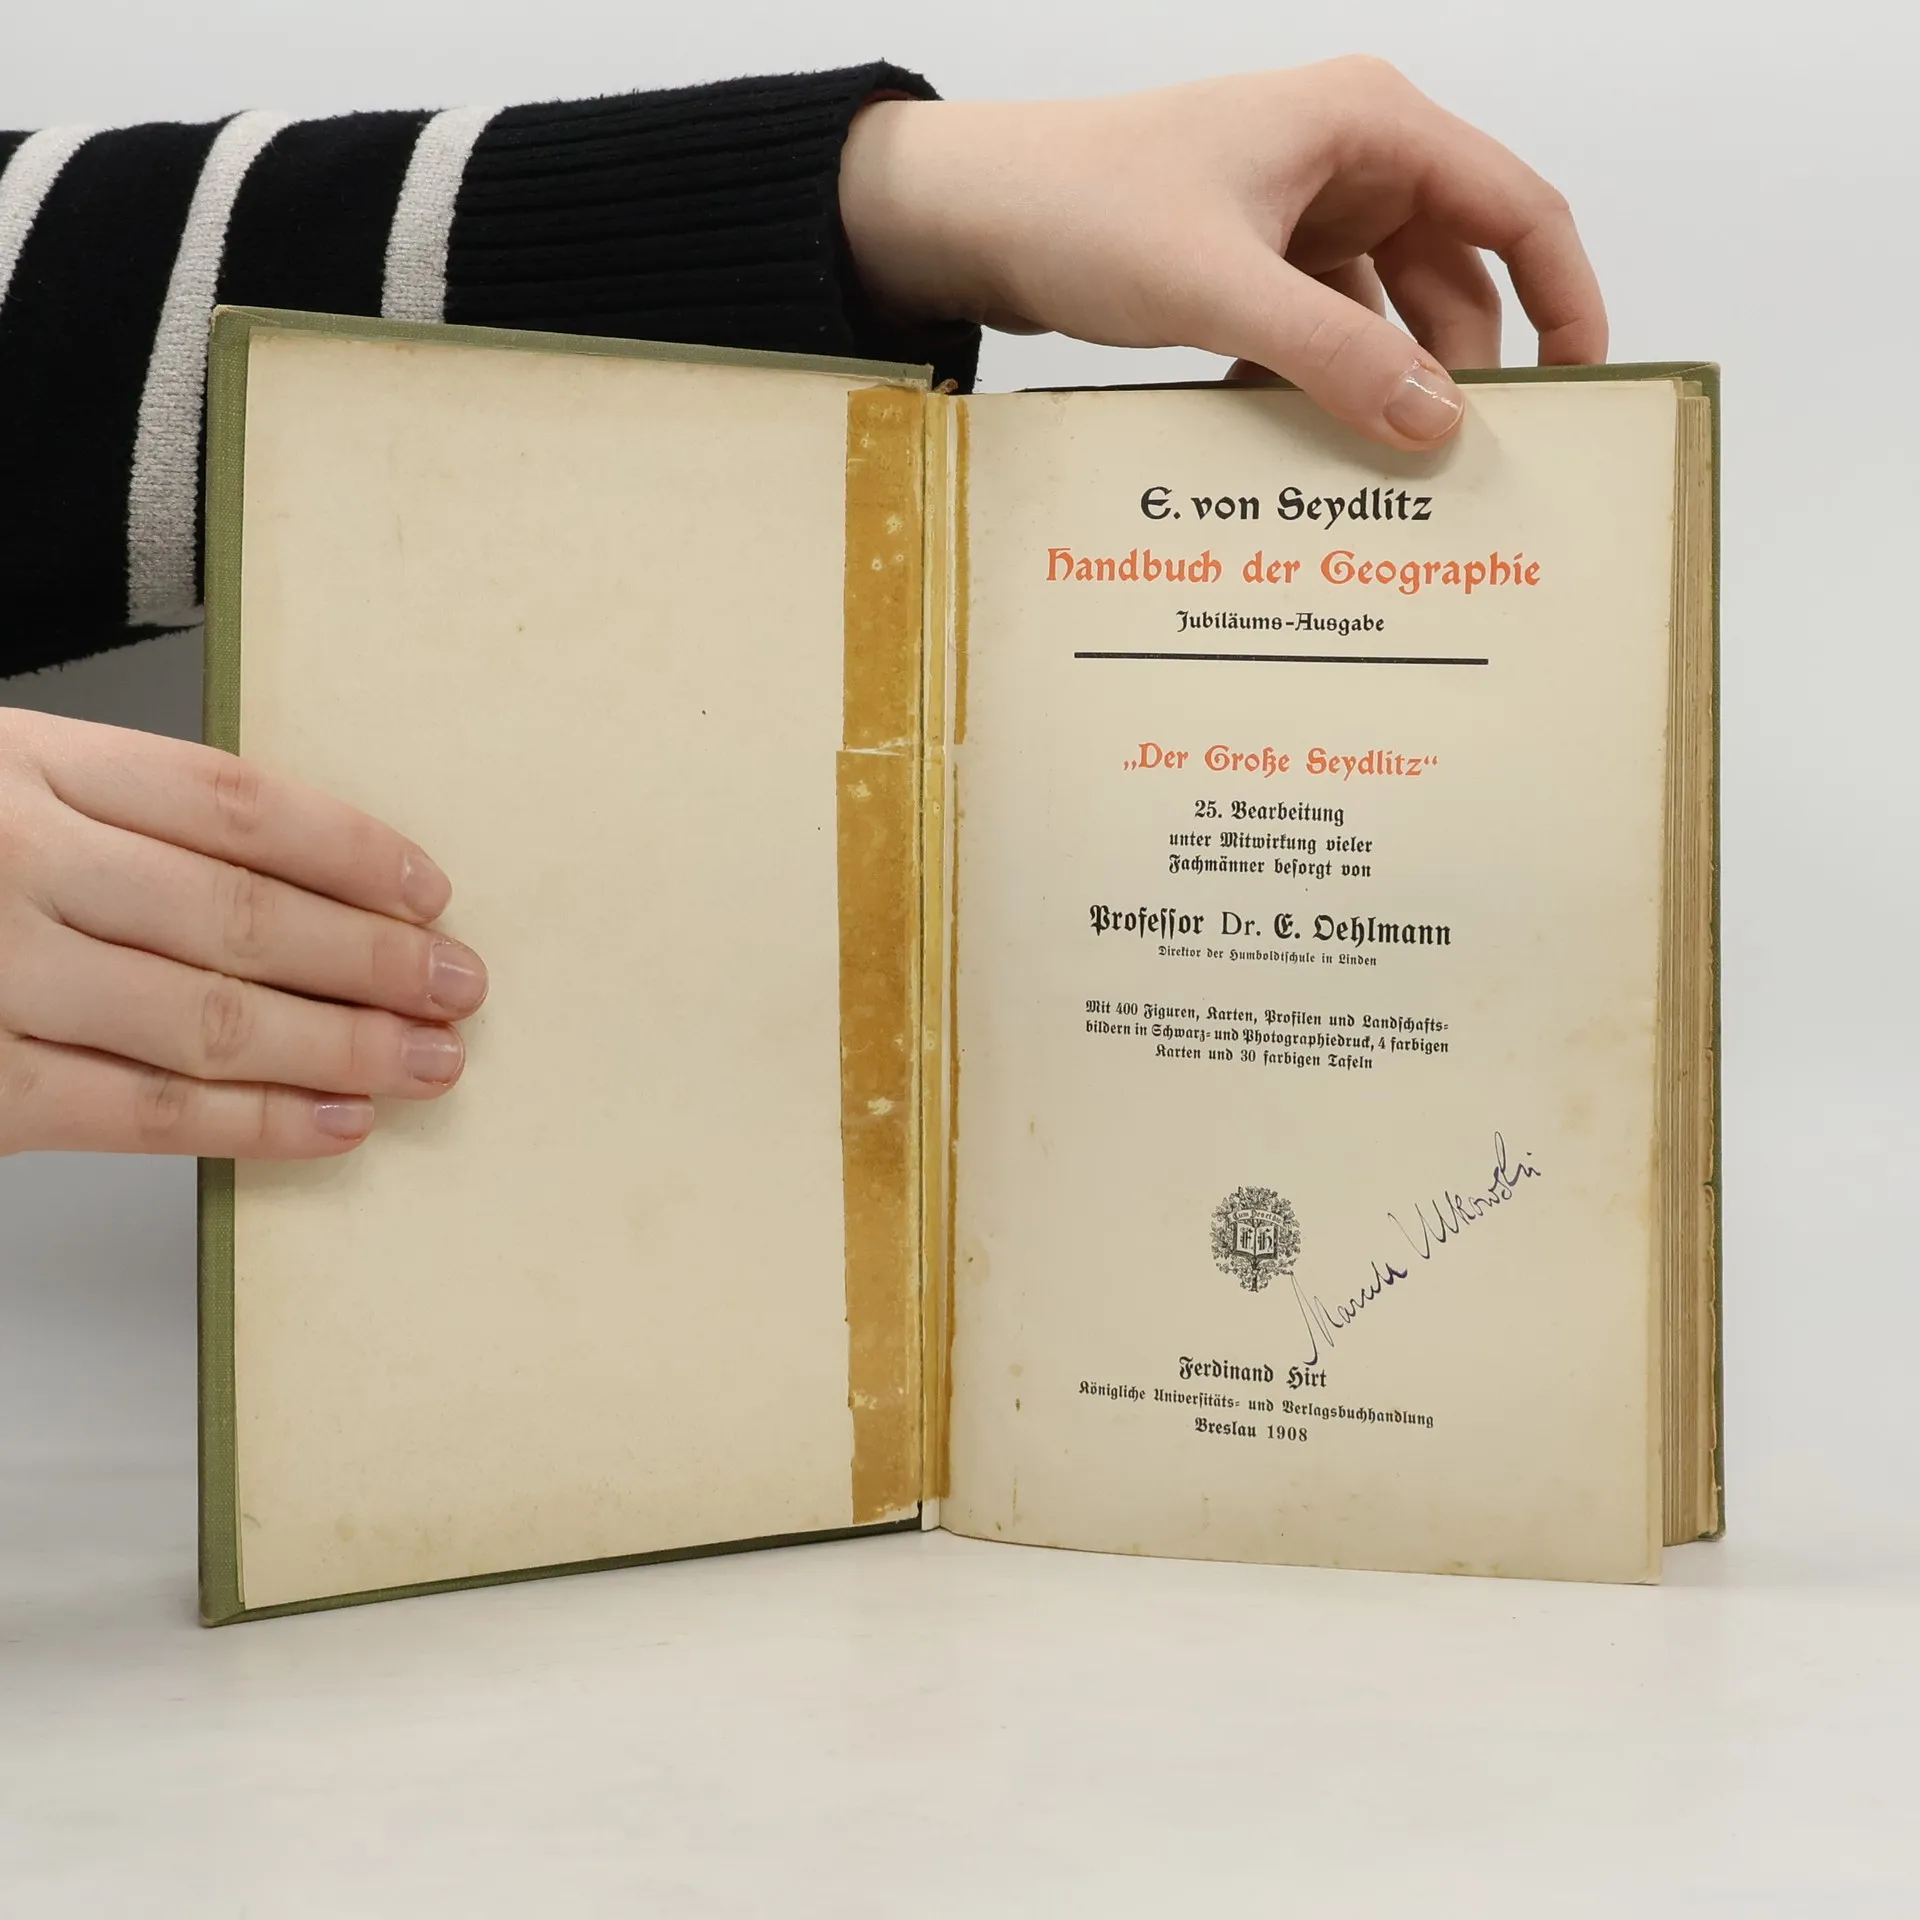 E. von Seydlitz
Handbuch der Geographie
Jubiläums-Ausgabe
„Der Große Seydlitz“
25. Bearbeitung
unter Mitwirkung vieler
Fachmänner besorgt von
Professor Dr. E. Oehlmann
Direktor der Humboldtschule in Linden
Mit 400 Figuren, Karten, Profilen und Landschafts-
bildern in Schwarz- und Photographiedruck, 4 farbigen
Karten und 30 farbigen Tafeln
F. H.
Ferdinand Hirt
Königliche Universitäts- und Verlagsbuchhandlung
Breslau 1908